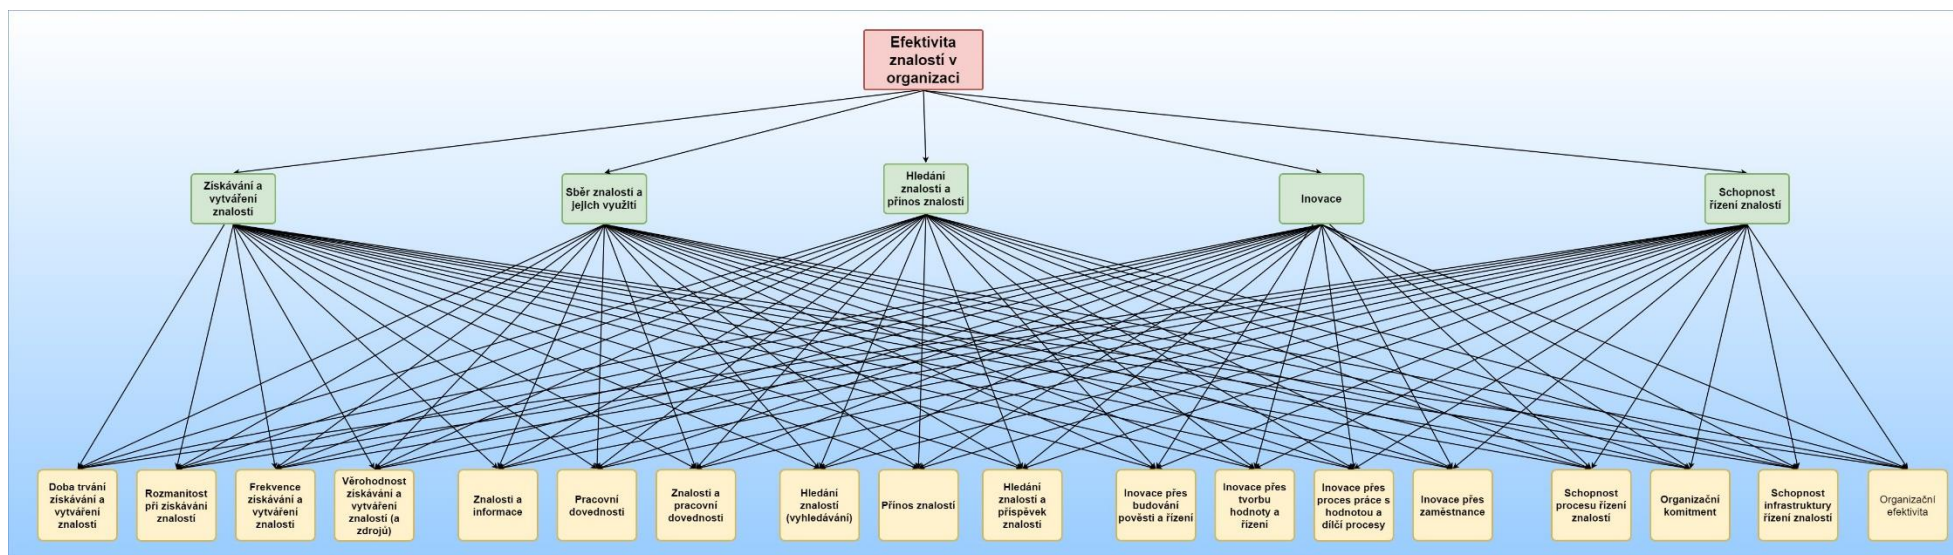 Efektivita
znalostí v
organizaci
Získávání a
vytváření
znalostí
Sběr znalostí a
jejich využití
Hledání
znalostí a
přínos znalostí
Inovace
Schopnost
řízení znalostí
Doba trvání
získávání a
vytváření
znalostí
Rozmanitost
při získávání
znalostí
Frekvence
získávání a
vytváření
znalostí
Věrohodnost
získávání a
vytváření
znalostí (a
zdrojů)
Znalosti a
informace
Pracovní
dovednosti
Znalosti a
pracovní
dovednosti
Hledání
znalostí
(vyhledávání)
Přínos znalostí
Hledání
znalostí a
příspěvek
znalostí
Inovace přes
budování
pověsti a řízení
Inovace přes
tvorbu
hodnoty a
řízení
Inovace přes
proces práce s
hodnotou a
dílčí procesy
Inovace přes
zaměstnance
Schopnost
procesu řízení
znalostí
Organizační
komitment
Schopnost
infrastruktury
řízení znalostí
Organizační
efektivita